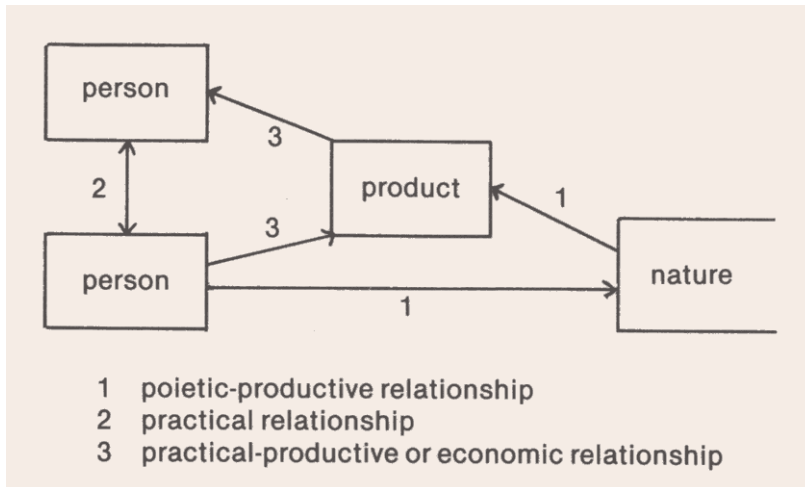 person
3
product
1
2
3
person
nature
1
1 poietic-productive relationship
2 practical relationship
3 practical-productive or economic relationship